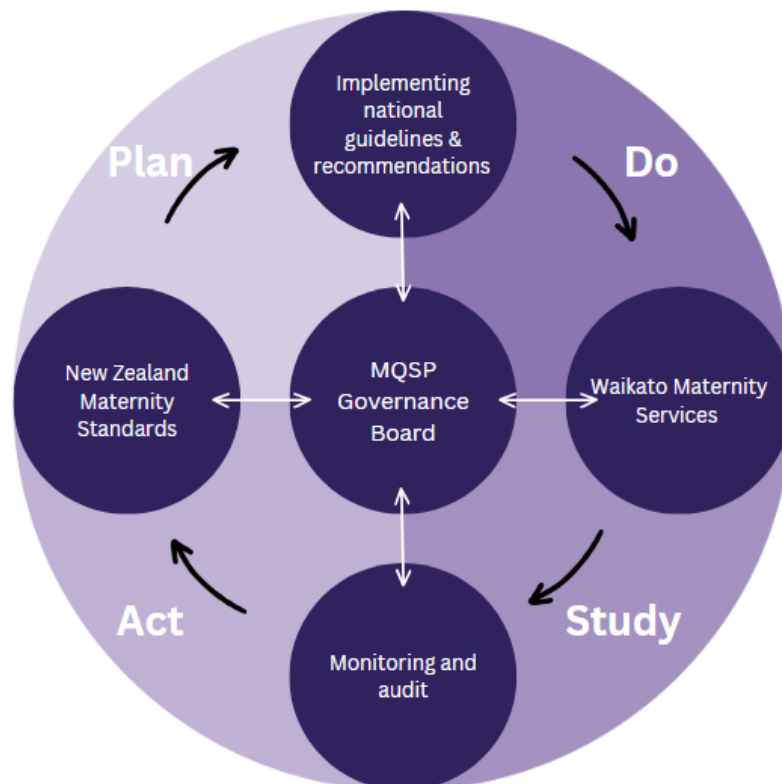 Implementing
national
guidelines &
recommendations
Plan
Do
New Zealand
Maternity
Standards
MQSP
Governance
Board
Waikato Maternity
Services
Act
Study
Monitoring and
audit